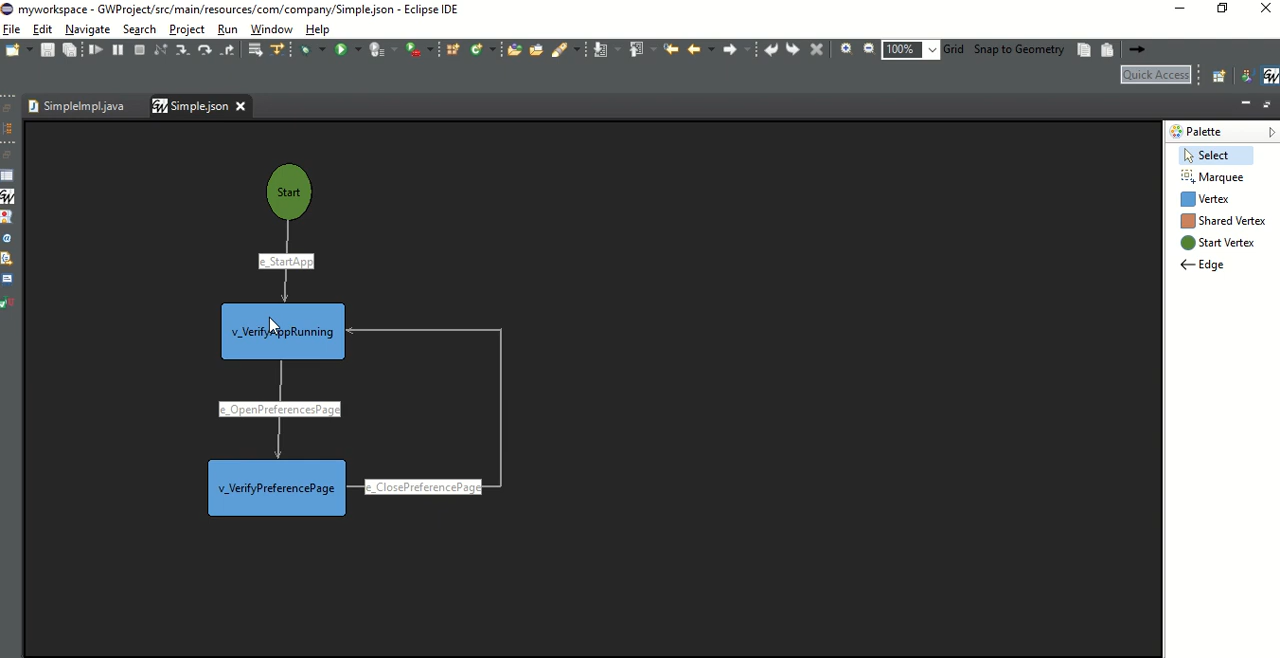 myworkspace - GWProject/src/main/resources/com/company/Simple.json - Eclipse IDE
File Edit Navigate Search Project Run Window Help
100% Grid Snap to Geometry
Quick Access
SimpleImpl.java Simple.json
Palette
Select
Marquee
Vertex
Shared Vertex
Start Vertex
Edge
Start
e_StartApp
v_VerifyAppRunning
e_OpenPreferencesPage
v_VerifyPreferencePage
e_ClosePreferencePage